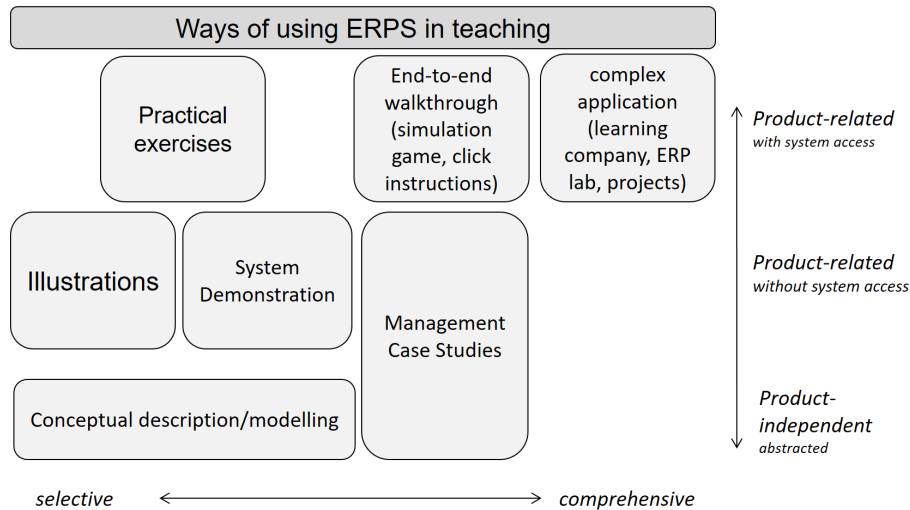 Ways of using ERPS in teaching
Practical
exercises
End-to-end
walkthrough
(simulation
game, click
instructions)
complex
application
(learning
company, ERP
lab, projects)
Product-related
with system access
Illustrations
System
Demonstration
Management
Case Studies
Product-related
without system access
Conceptual description/modelling
Product-
independent
abstracted
selective
comprehensive